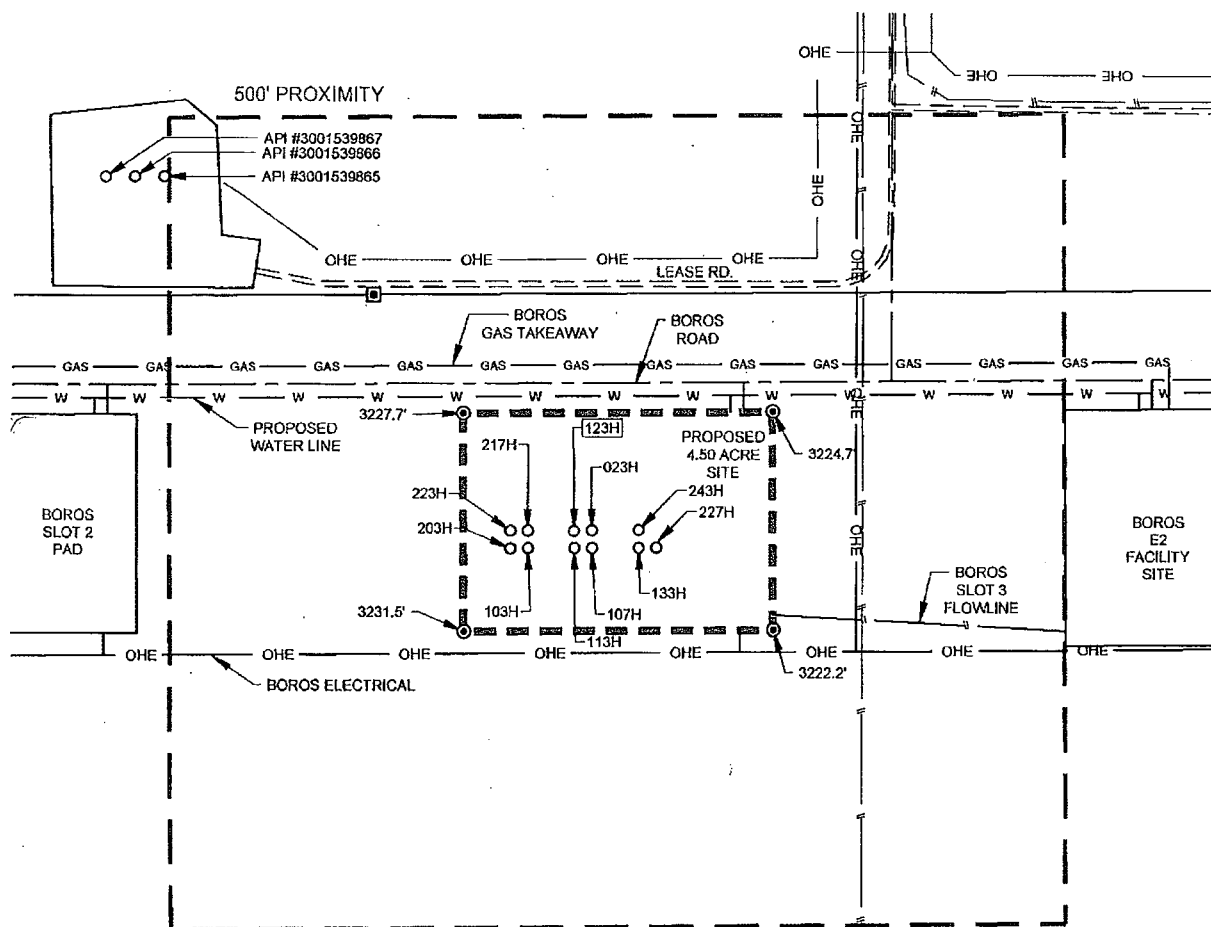 OHE
OHE
OHE
500' PROXIMITY
API #3001539867
API #3001539866
API #3001539865
OHE
OHE
OHE
OHE
OHE
OHE
OHE
LEASE RD.
BOROS
GAS TAKEAWAY
BOROS
ROAD
GAS GAS GAS GAS GAS GAS GAS GAS GAS GAS GAS GAS GAS GAS
W W W W W W W W W W W W W W
OHE
3227.7'
PROPOSED
WATER LINE
123H
217H
023H
PROPOSED
4.50 ACRE
SITE
3224.7'
223H
243H
203H
227H
BOROS
SLOT 2
PAD
OHE
BOROS
E2
FACILITY
SITE
BOROS
SLOT 3
FLOWLINE
133H
103H
107H
113H
3231.5'
OHE OHE OHE OHE OHE OHE OHE OHE
3222.2'
BOROS ELECTRICAL